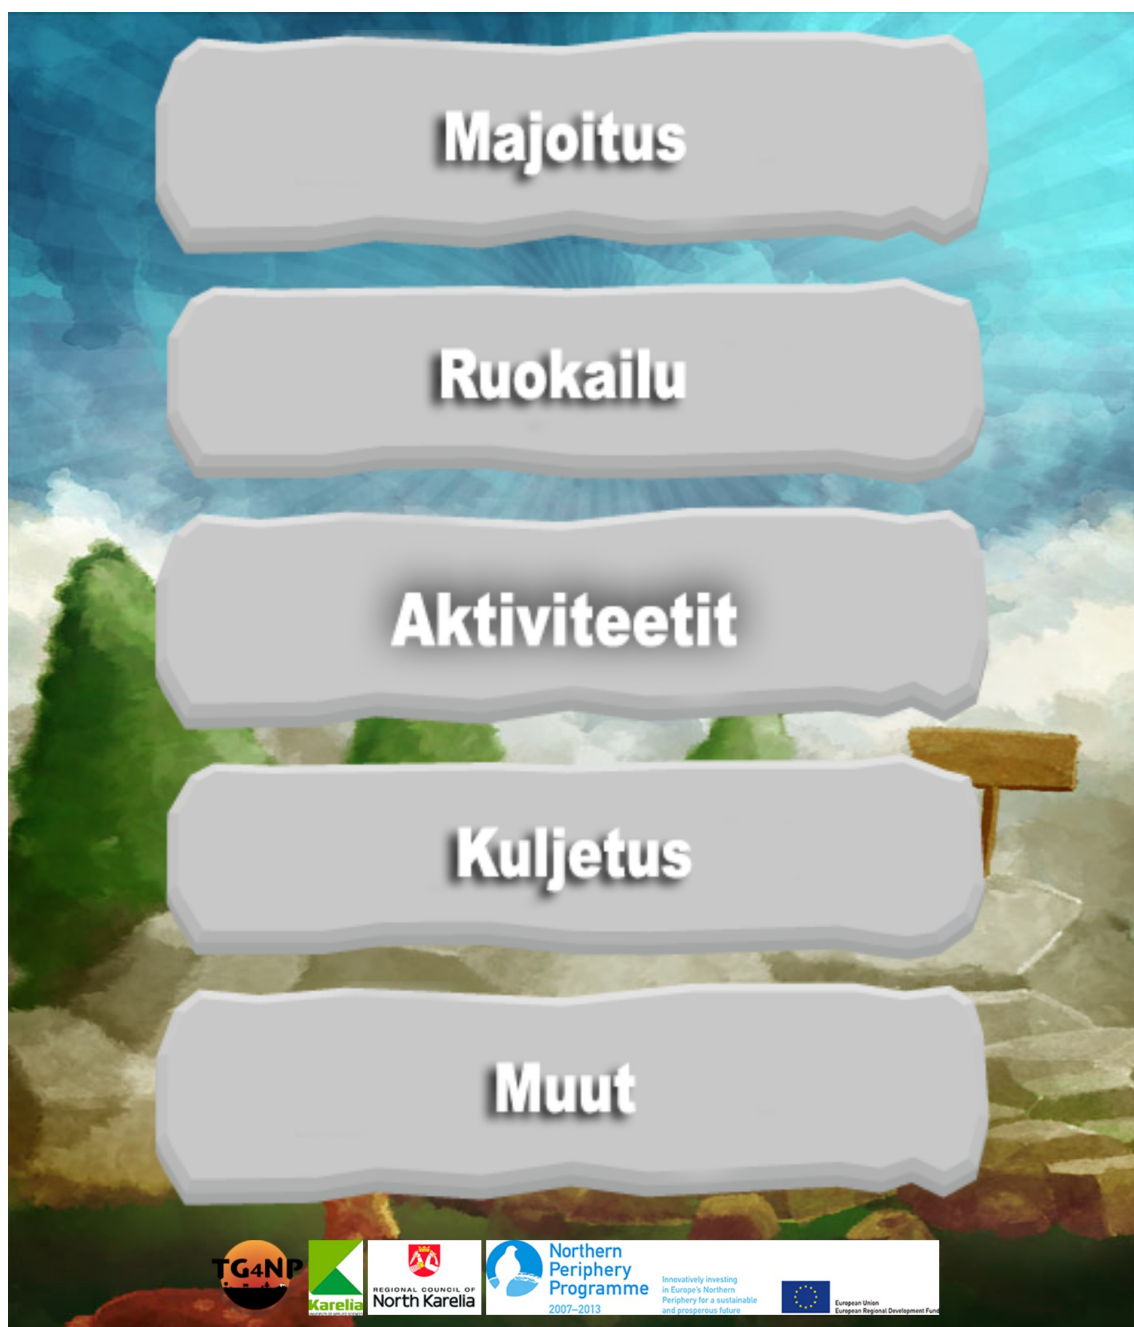 Majoitus
Ruokailu
Aktiviteetit
Kuljetus
Muut
TG4NP
Karelia
REGIONAL COUNCIL OF
North Karelia
Northern
Periphery
Programme
2007–2013
Innovatively investing
in Europe's Northern
Periphery for a sustainable
and prosperous future
European Union
European Regional Development Fund